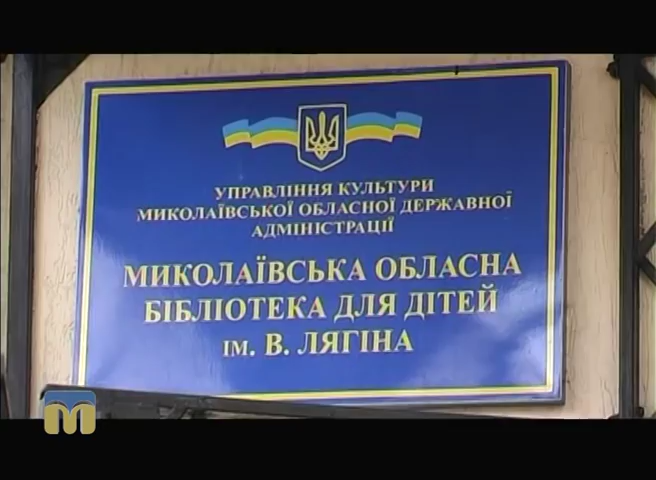 УПРАВЛІННЯ КУЛЬТУРИ
МИКОЛАЇВСЬКОЇ ОБЛАСНОЇ ДЕРЖАВНОЇ
АДМІНІСТРАЦІЇ
МИКОЛАЇВСЬКА ОБЛАСНА
БІБЛІОТЕКА ДЛЯ ДІТЕЙ
ІМ. В. ЛЯГІНА
М